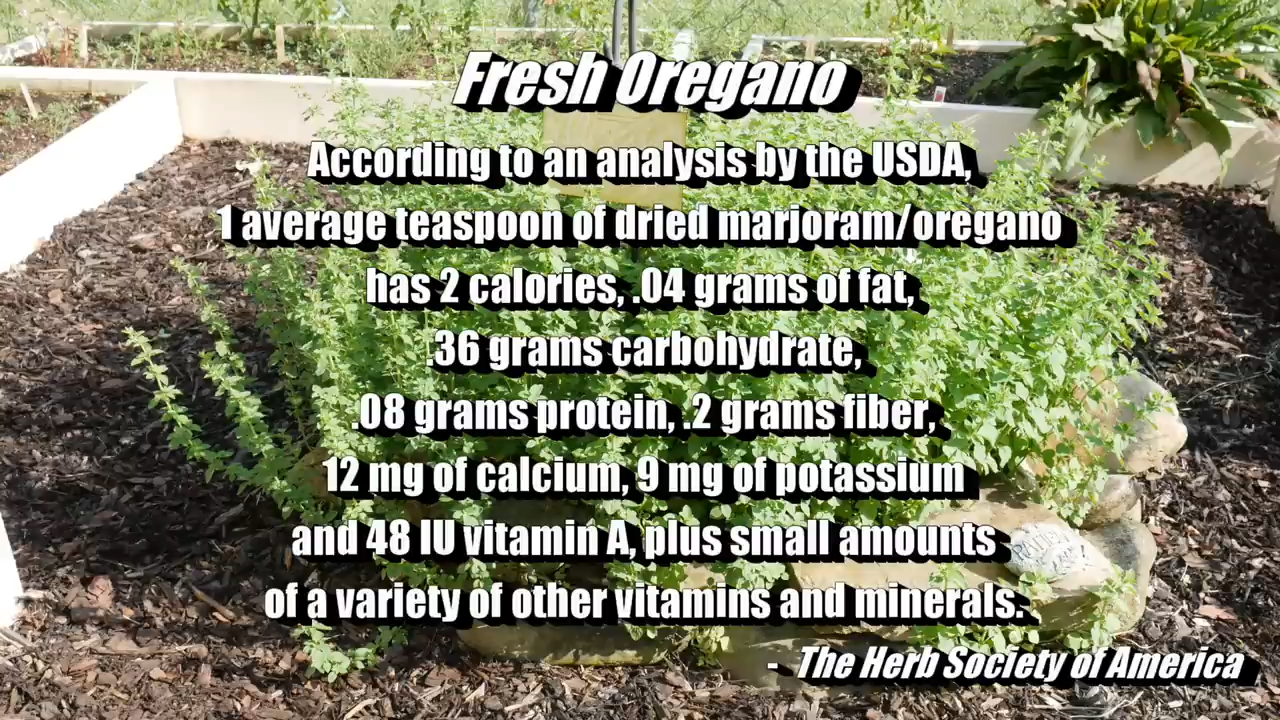 Fresh Oregano
According to an analysis by the USDA,
1 average teaspoon of dried marjoram/oregano
has 2 calories, .04 grams of fat,
.36 grams carbohydrate,
.08 grams protein, .2 grams fiber,
12 mg of calcium, 9 mg of potassium
and 48 IU vitamin A, plus small amounts
of a variety of other vitamins and minerals.
- The Herb Society of America